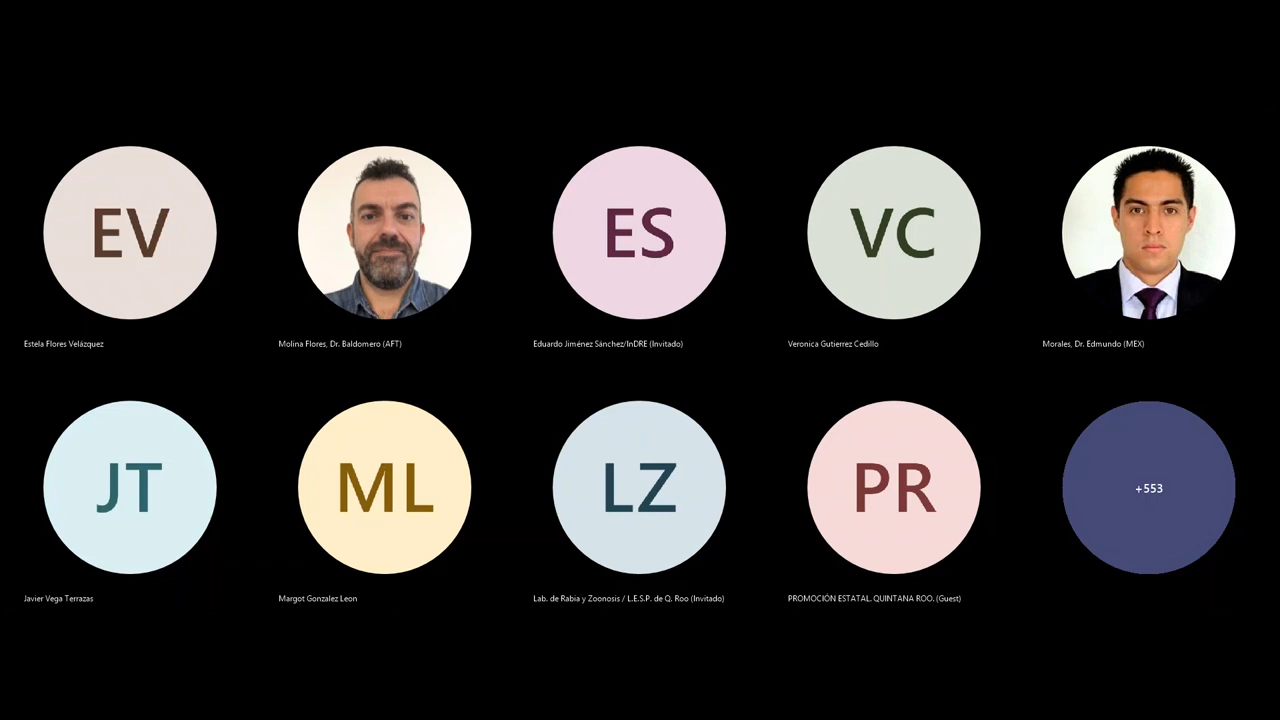 EV
ES
VC
Estela Flores Velázquez
Molina Flores, Dr. Baldomero (AFT)
Eduardo Jiménez Sánchez/InDRE (Invitado)
Veronica Gutierrez Cedillo
Morales, Dr. Edmundo (MEX)
JT
ML
LZ
PR
+553
Javier Vega Terrazas
Margot Gonzalez Leon
Lab. de Rabia y Zoonosis / L.E.S.P. de Q. Roo (Invitado)
PROMOCIÓN ESTATAL. QUINTANA ROO. (Guest)